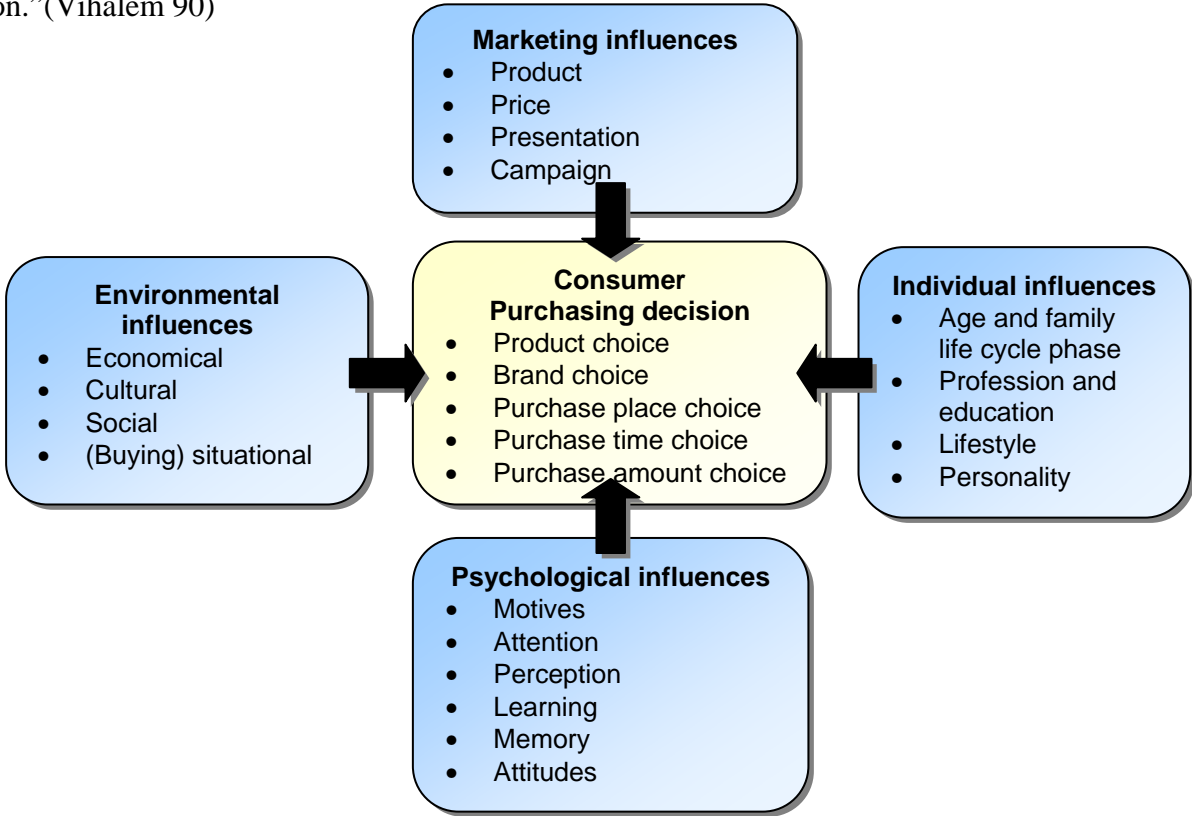 on.”(Vihalem 90)
Marketing influences
• Product
• Price
• Presentation
• Campaign
Environmental
influences
• Economical
• Cultural
• Social
• (Buying) situational
Consumer
Purchasing decision
• Product choice
• Brand choice
• Purchase place choice
• Purchase time choice
• Purchase amount choice
Individual influences
• Age and family
life cycle phase
• Profession and
education
• Lifestyle
• Personality
Psychological influences
• Motives
• Attention
• Perception
• Learning
• Memory
• Attitudes